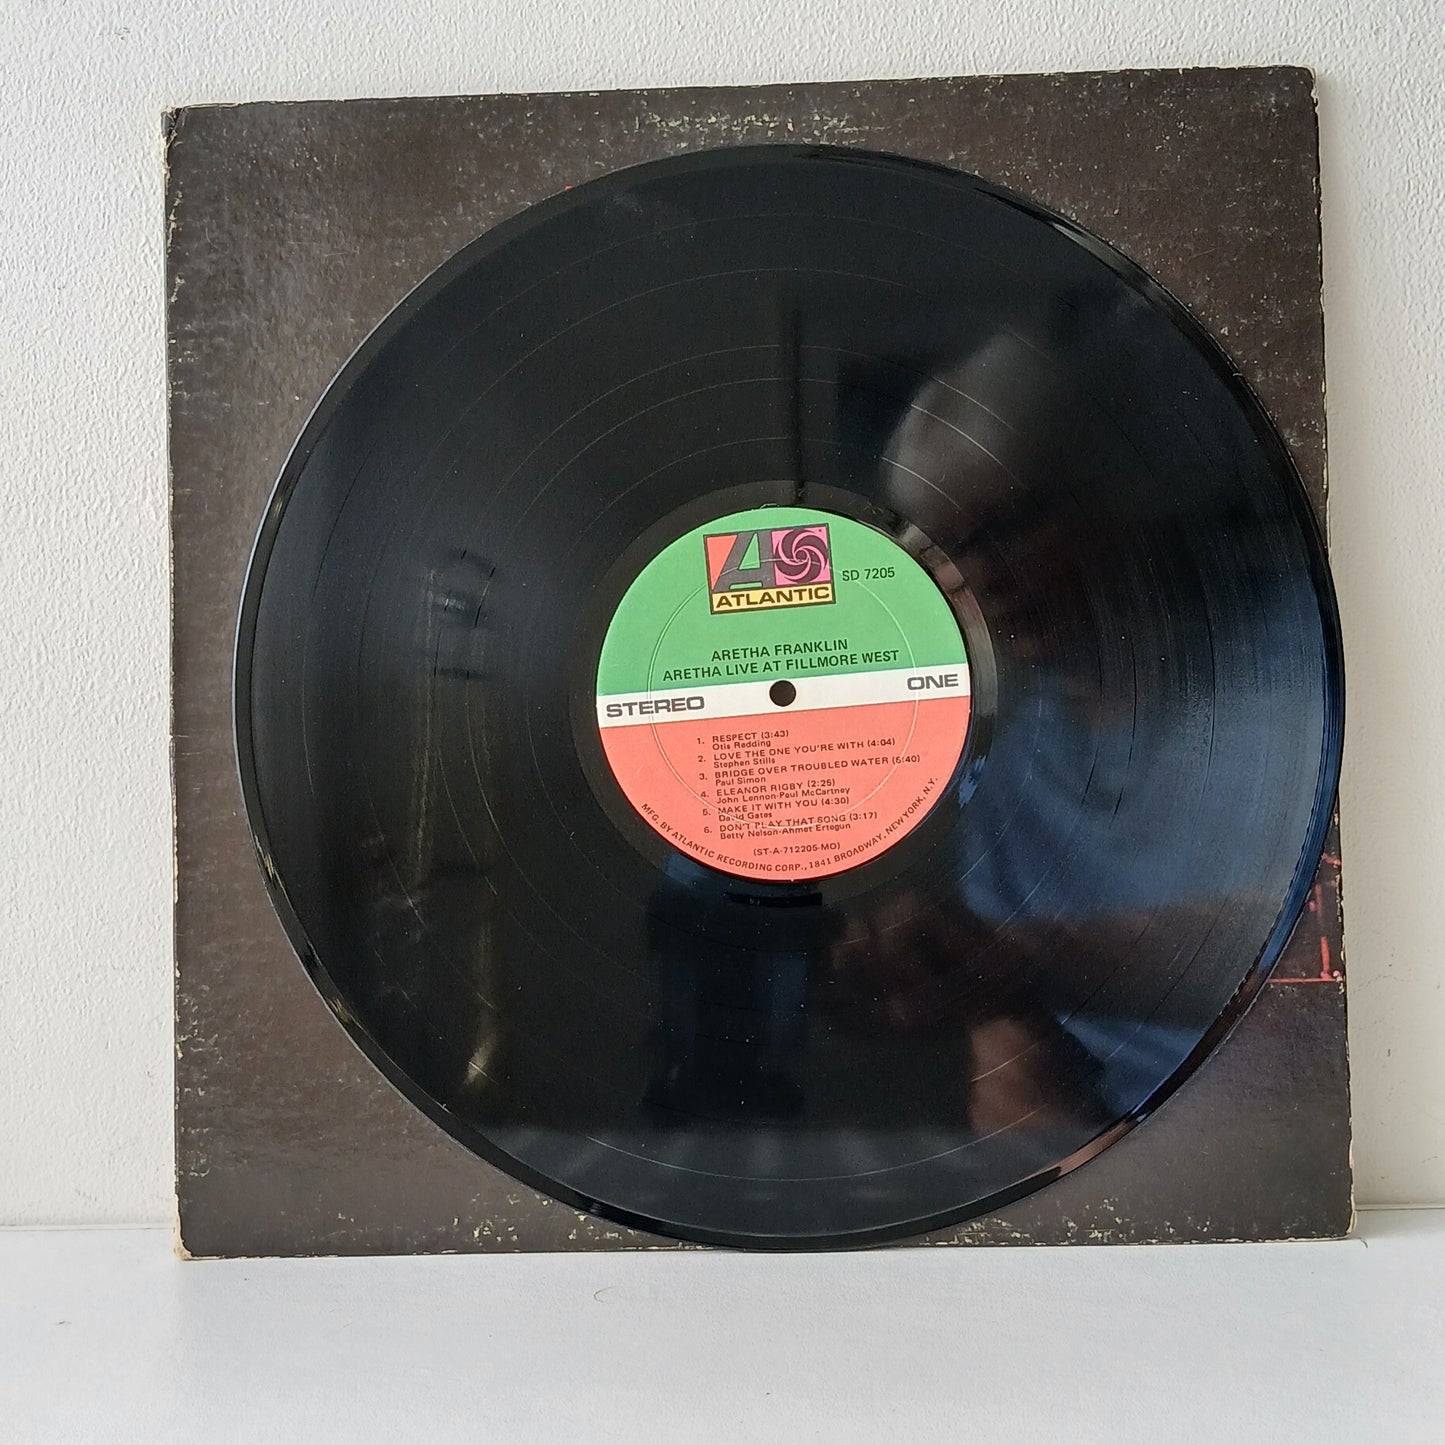 ATLANTIC
SD 7205
ARETHA FRANKLIN
ARETHA LIVE AT FILLMORE WEST
STEREO ONE
1. RESPECT (3:43)
Otis Redding
2. LOVE THE ONE YOU'RE WITH (4:04)
Stephen Stills
3. BRIDGE OVER TROUBLED WATER (5:40)
Paul Simon
4. ELEANOR RIGBY (2:25)
John Lennon-Paul McCartney
5. MAKE IT WITH YOU (4:30)
David Gates
6. DON'T PLAY THAT SONG (3:17)
Betty Nelson-Ahmet Ertegun
(ST-A-712205-MO)
MFG. BY ATLANTIC RECORDING CORP., 1841 BROADWAY, NEW YORK, N.Y.